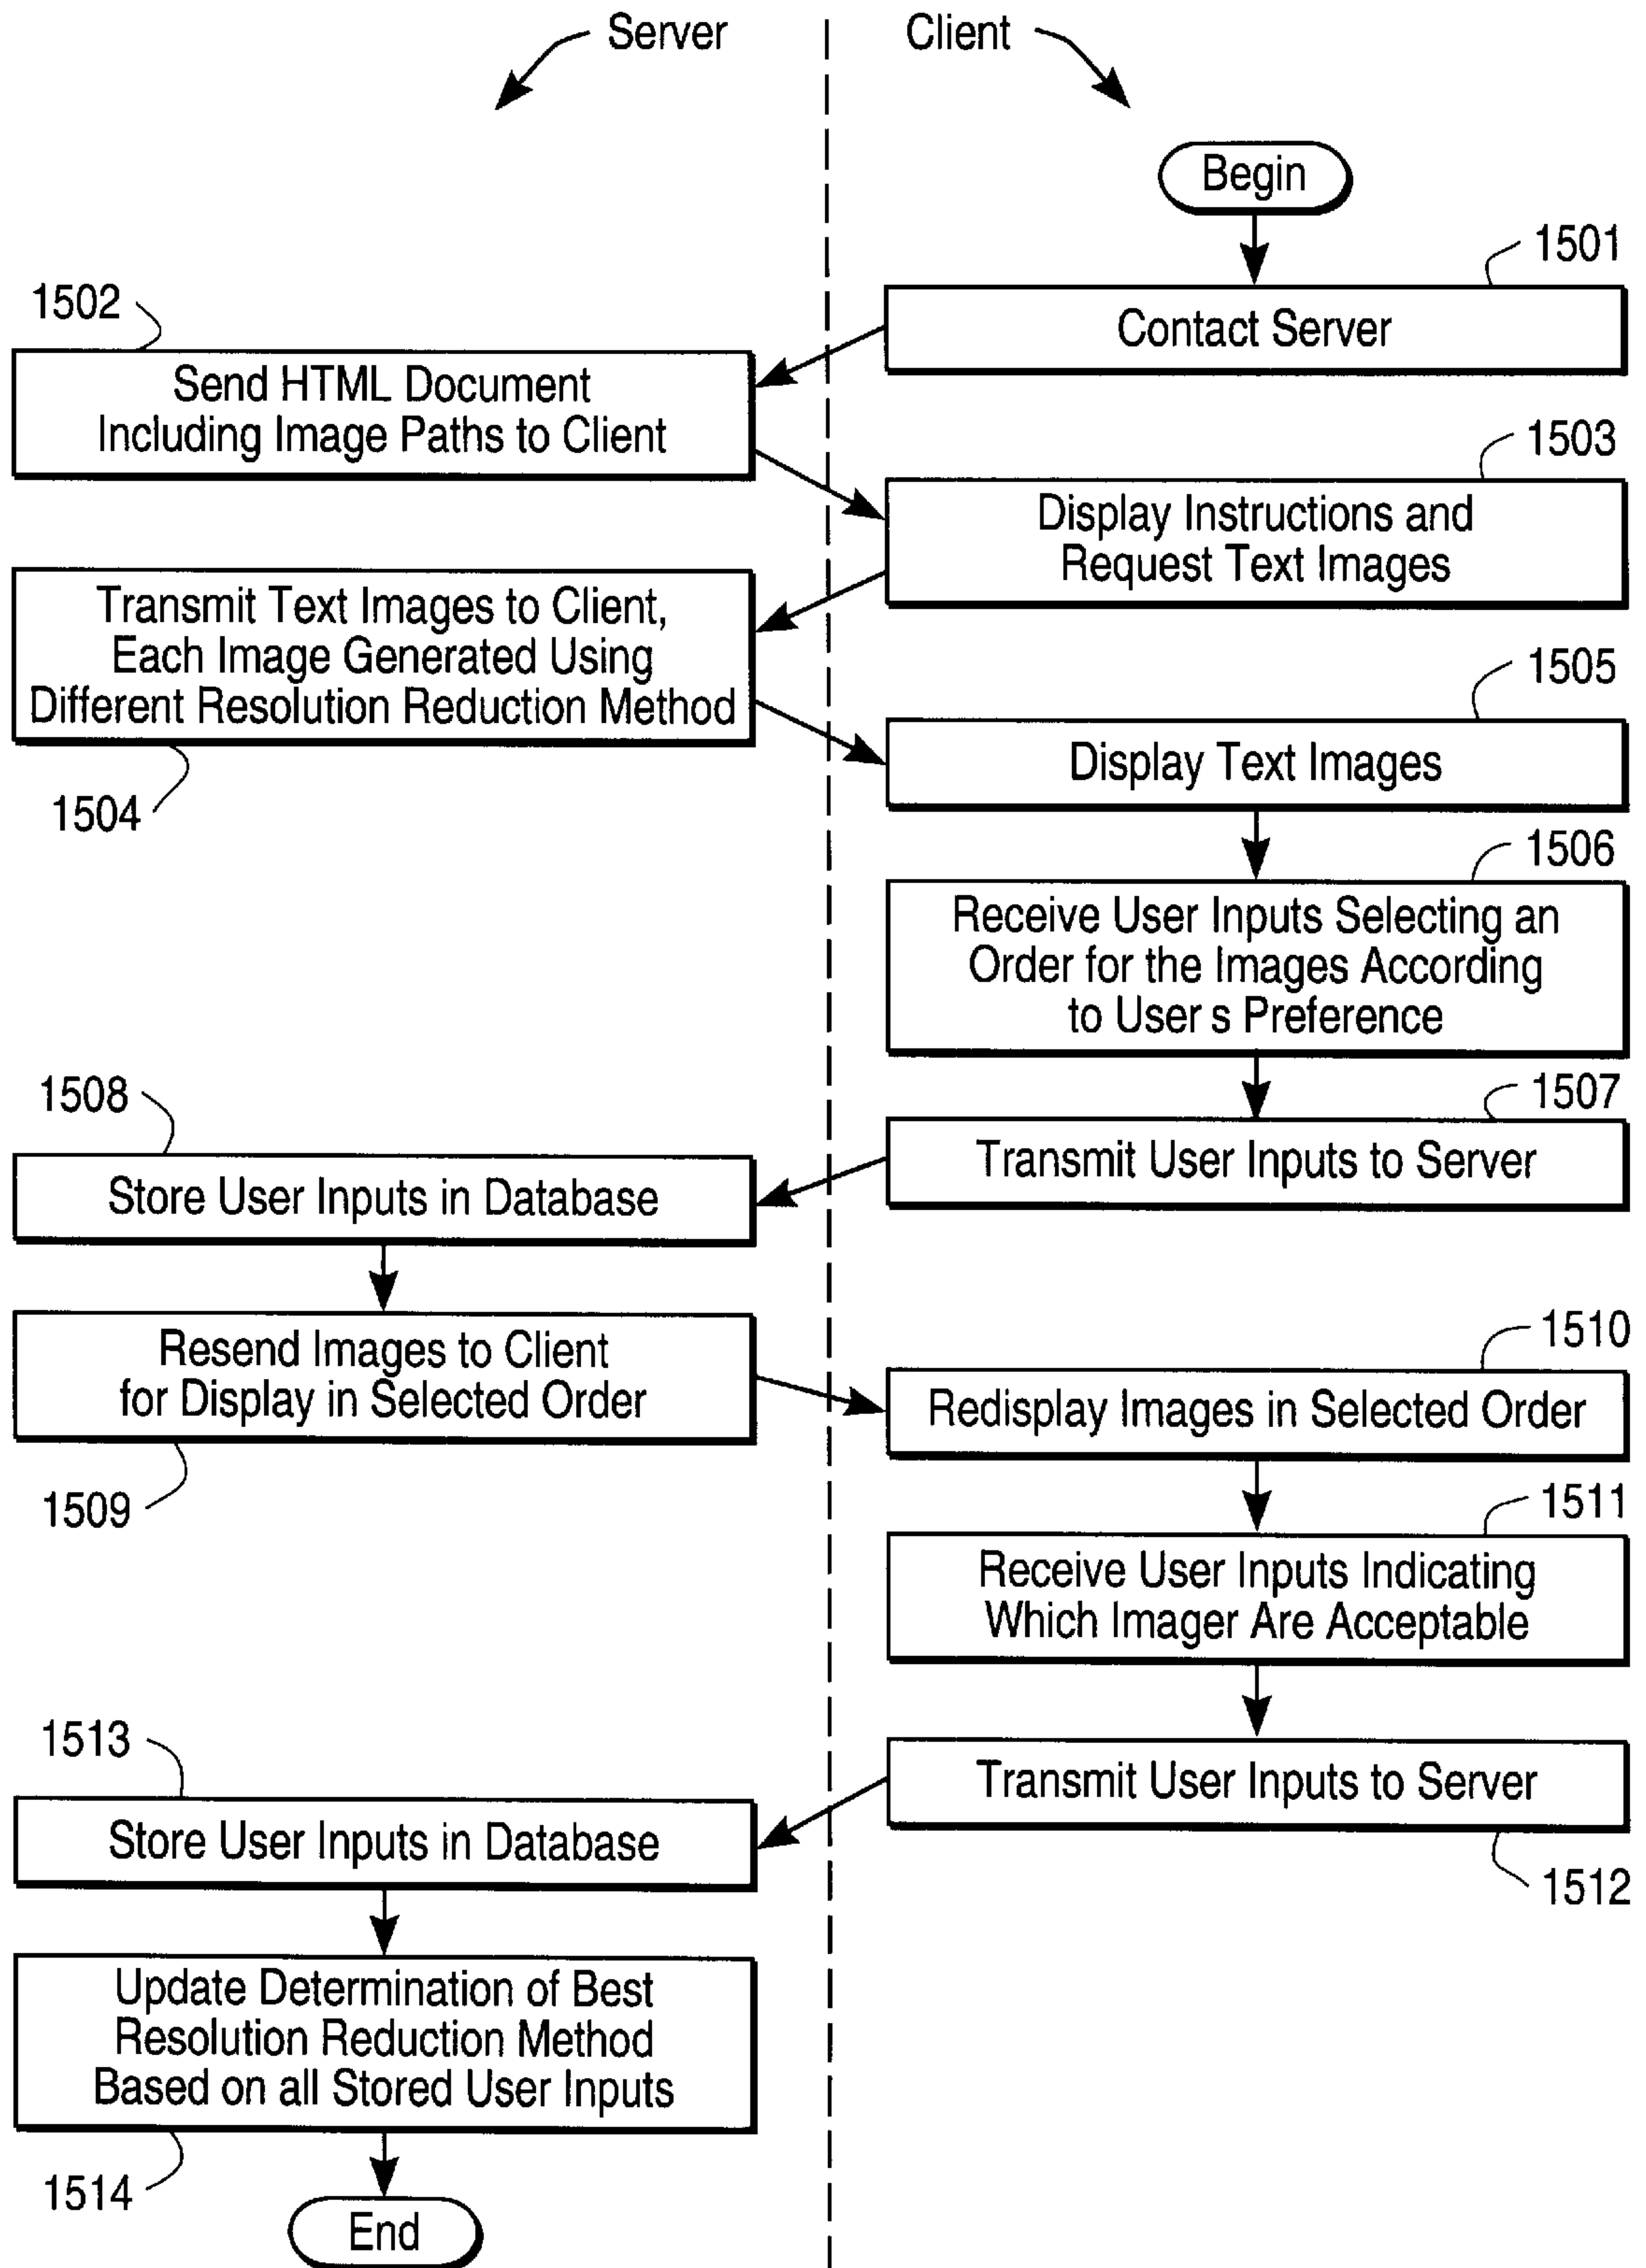 Server
Client
Begin
1501
Contact Server
1502
Send HTML Document
Including Image Paths to Client
1503
Display Instructions and
Request Text Images
Transmit Text Images to Client,
Each Image Generated Using
Different Resolution Reduction Method
1504
1505
Display Text Images
1506
Receive User Inputs Selecting an
Order for the Images According
to User s Preference
1507
Transmit User Inputs to Server
1508
Store User Inputs in Database
Resend Images to Client
for Display in Selected Order
1509
1510
Redisplay Images in Selected Order
1511
Receive User Inputs Indicating
Which Imager Are Acceptable
Transmit User Inputs to Server
1512
1513
Store User Inputs in Database
Update Determination of Best
Resolution Reduction Method
Based on all Stored User Inputs
1514
End